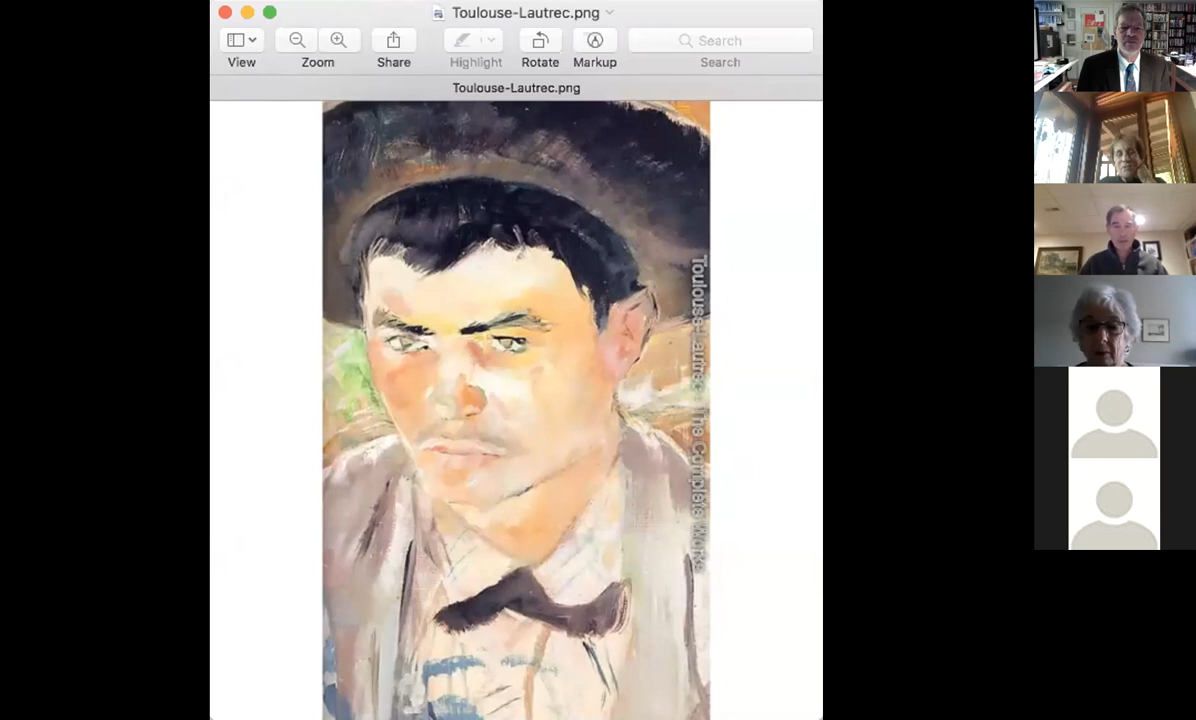 Toulouse-Lautrec.png
Search
View
Zoom
Share
Highlight
Rotate
Markup
Search
Toulouse-Lautrec.png
Toulouse-Lautrec - The Complete Works